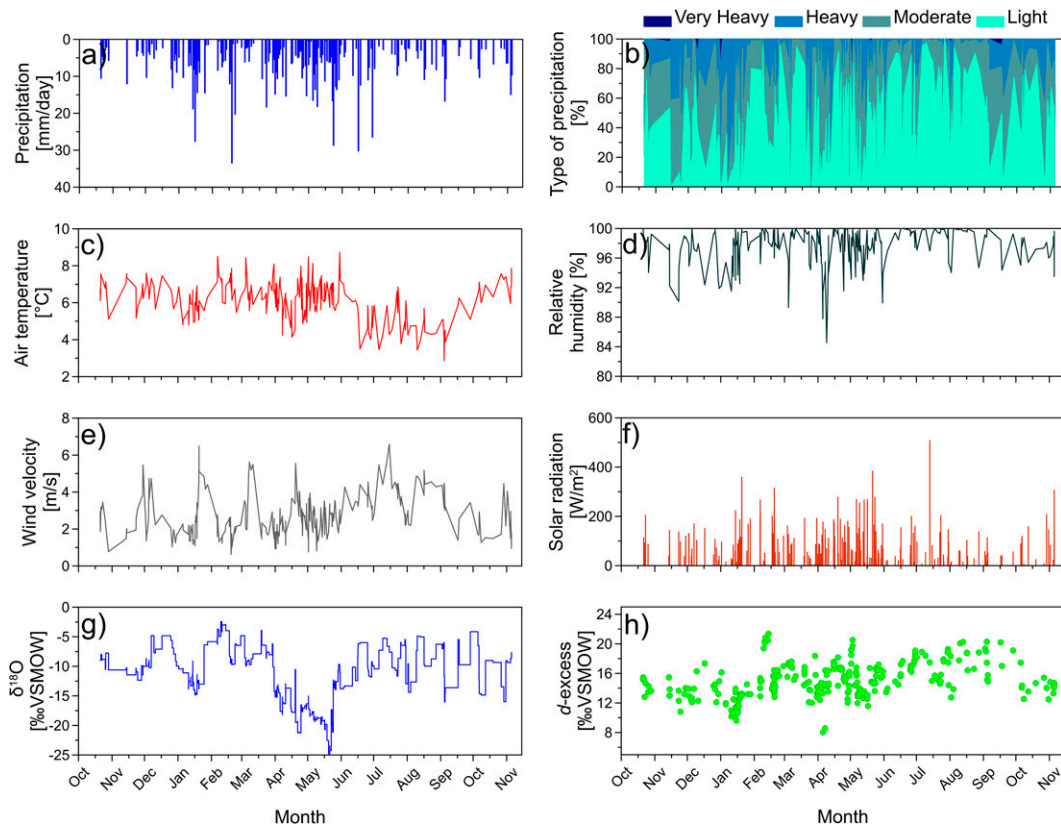 Very Heavy Heavy Moderate Light
a)
0
10
20
30
40
Precipitation
[mm/day]
b)
100
80
60
40
20
0
Type of precipitation
[%]
c)
10
8
6
4
2
Air temperature
[°C]
d)
100
96
92
88
84
80
Relative
humidity [%]
e)
8
6
4
2
0
Wind velocity
[m/s]
f)
600
400
200
0
Solar radiation
[W/m²]
g)
0
-5
-10
-15
-20
-25
δ¹⁸O
[‰VSMOW]
Oct Nov Dec Jan Feb Mar Apr May Jun Jul Aug Sep Oct Nov
Month
h)
24
20
16
12
8
d-excess
[‰VSMOW]
Oct Nov Dec Jan Feb Mar Apr May Jun Jul Aug Sep Oct Nov
Month